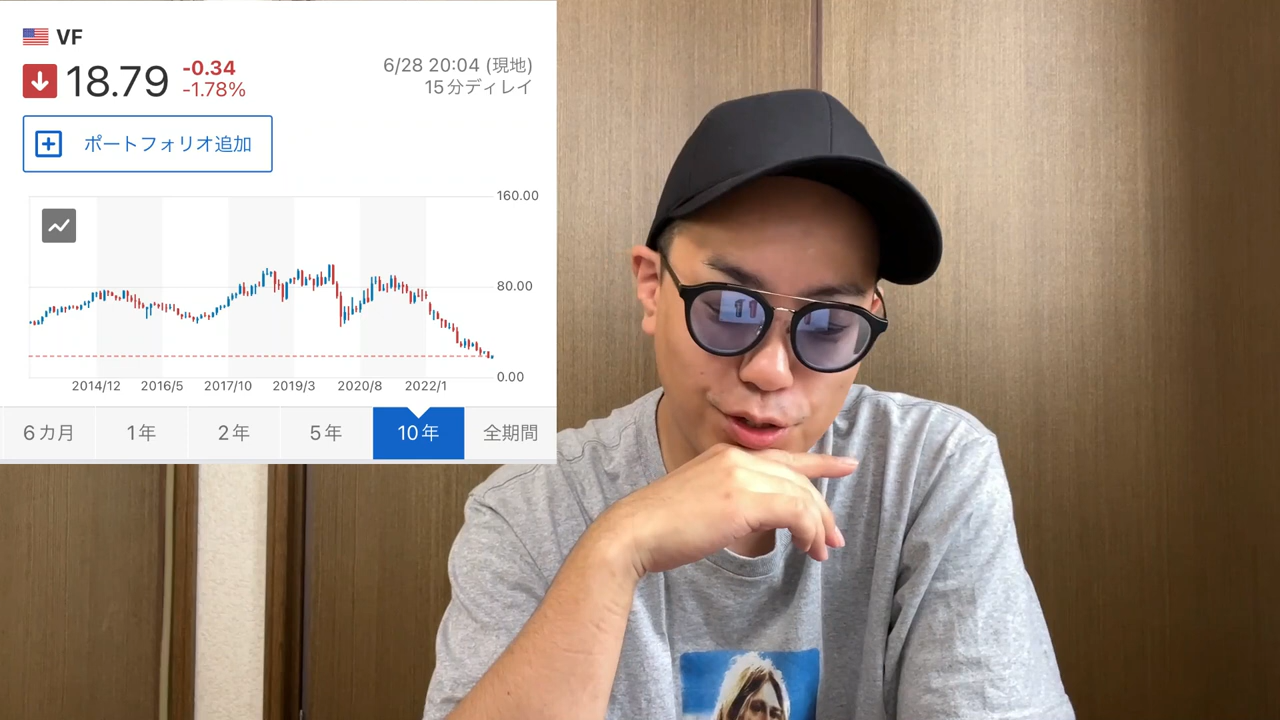 VF
18.79
-0.34
-1.78%
6/28 20:04 (現地)
15分ディレイ
ポートフォリオ追加
160.00
80.00
0.00
2014/12 2016/5 2017/10 2019/3 2020/8 2022/1
6カ月 1年 2年 5年 10年 全期間